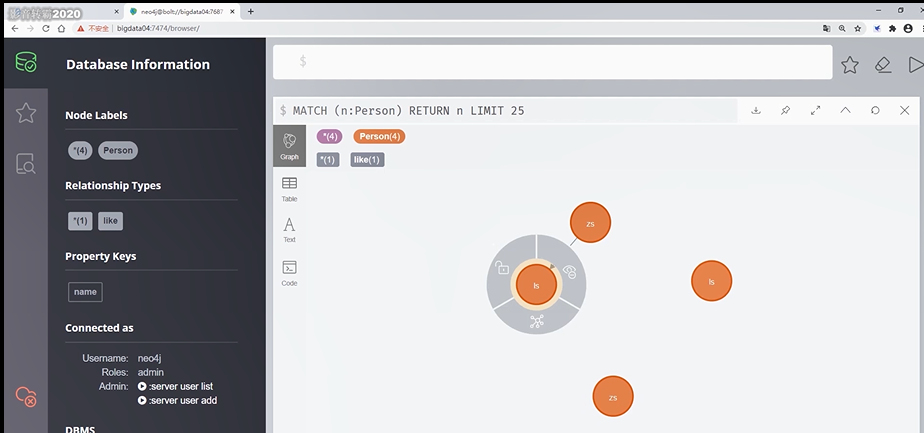 影音转霸2020
neo4j@bolt://bigdata04:7687
不安全 | bigdata04:7474/browser/
Database Information
Node Labels
*(4) Person
Relationship Types
*(1) like
Property Keys
name
Connected as
Username: neo4j
Roles: admin
Admin: :server user list
:server user add
DBMS
$
$ MATCH (n:Person) RETURN n LIMIT 25
*(4) Person(4)
*(1) like(1)
Graph
Table
Text
Code
zs
ls
ls
zs